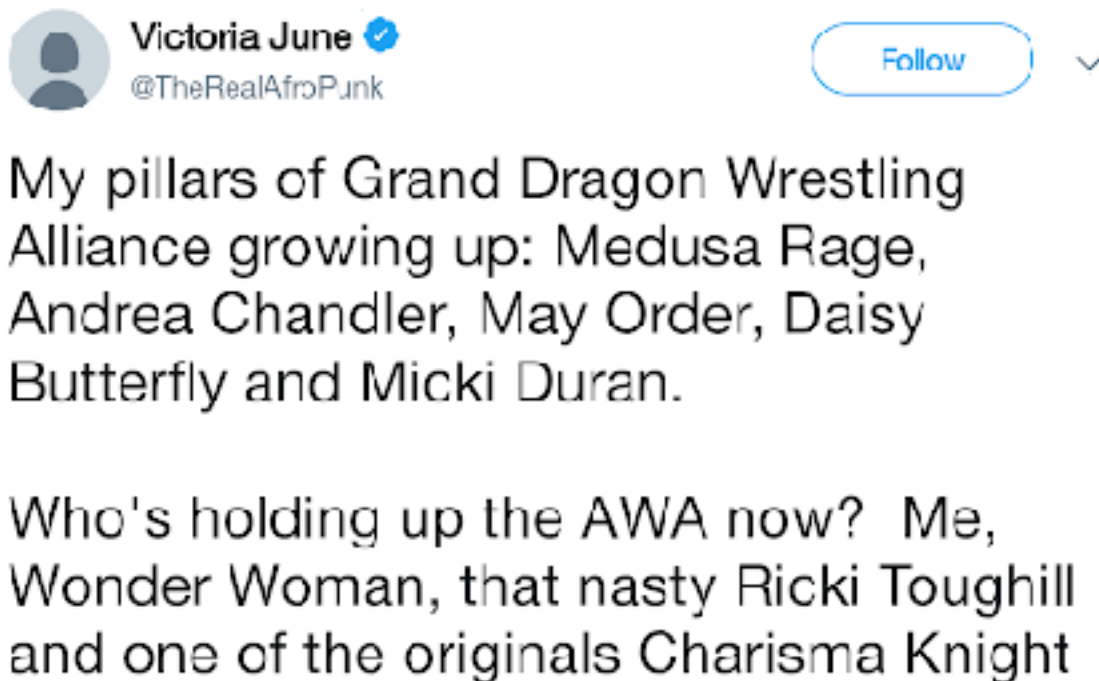 Victoria June
@TheRealAfroPunk
Follow
My pillars of Grand Dragon Wrestling
Alliance growing up: Medusa Rage,
Andrea Chandler, May Order, Daisy
Butterfly and Micki Duran.
Who's holding up the AWA now?  Me,
Wonder Woman, that nasty Ricki Toughill
and one of the originals Charisma Knight